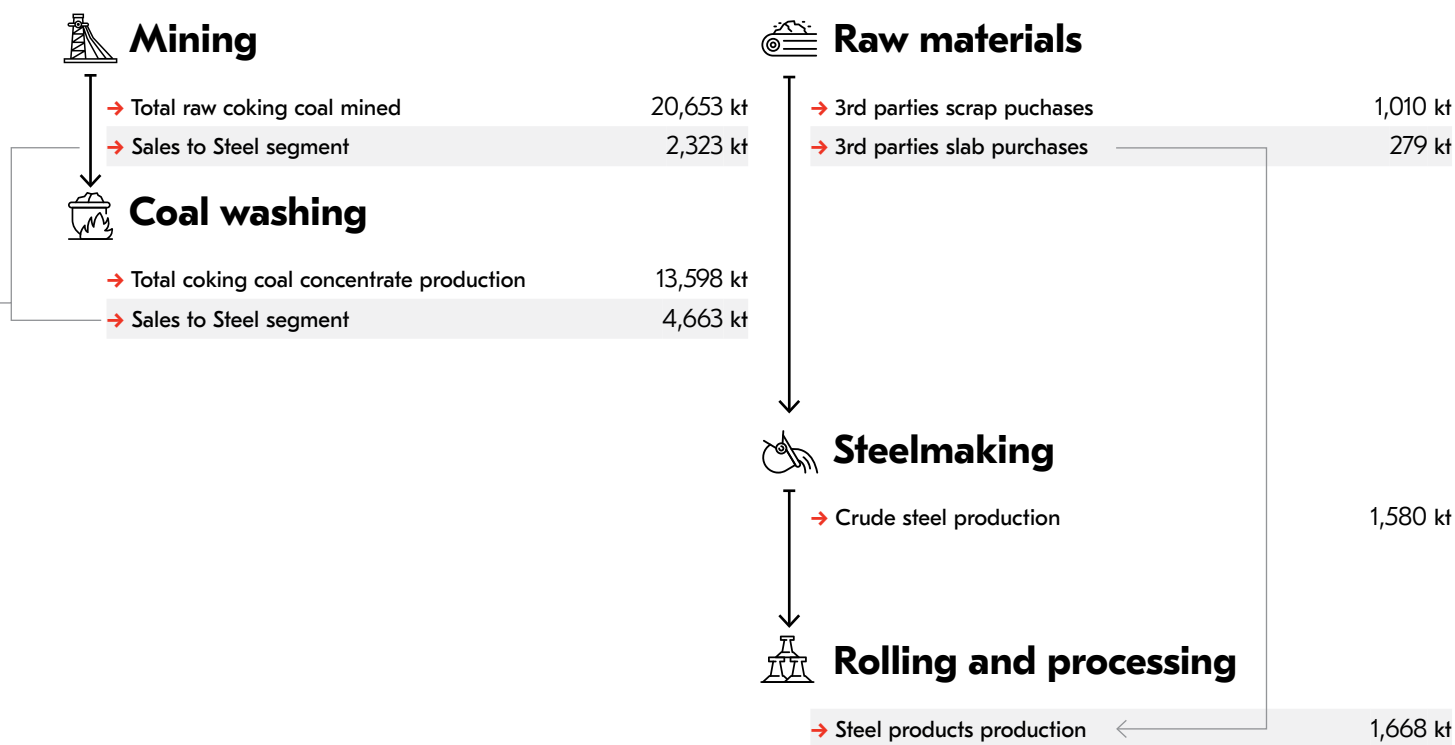 Mining
Total raw coking coal mined 20,653 kt
Sales to Steel segment 2,323 kt
Coal washing
Total coking coal concentrate production 13,598 kt
Sales to Steel segment 4,663 kt
Raw materials
3rd parties scrap puchases 1,010 kt
3rd parties slab purchases 279 kt
Steelmaking
Crude steel production 1,580 kt
Rolling and processing
Steel products production 1,668 kt